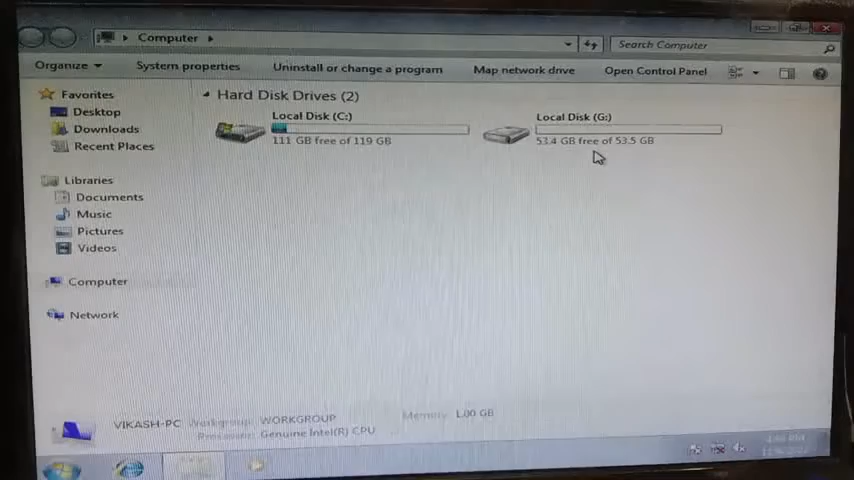 Computer
Search Computer
Organize
System properties
Uninstall or change a program
Map network drive
Open Control Panel
Favorites
Desktop
Downloads
Recent Places
Libraries
Documents
Music
Pictures
Videos
Computer
Network
Hard Disk Drives (2)
Local Disk (C:)
111 GB free of 119 GB
Local Disk (G:)
53.4 GB free of 53.5 GB
VIKASH-PC Workgroup: WORKGROUP Memory: 1.00 GB
Processor: Genuine Intel(R) CPU